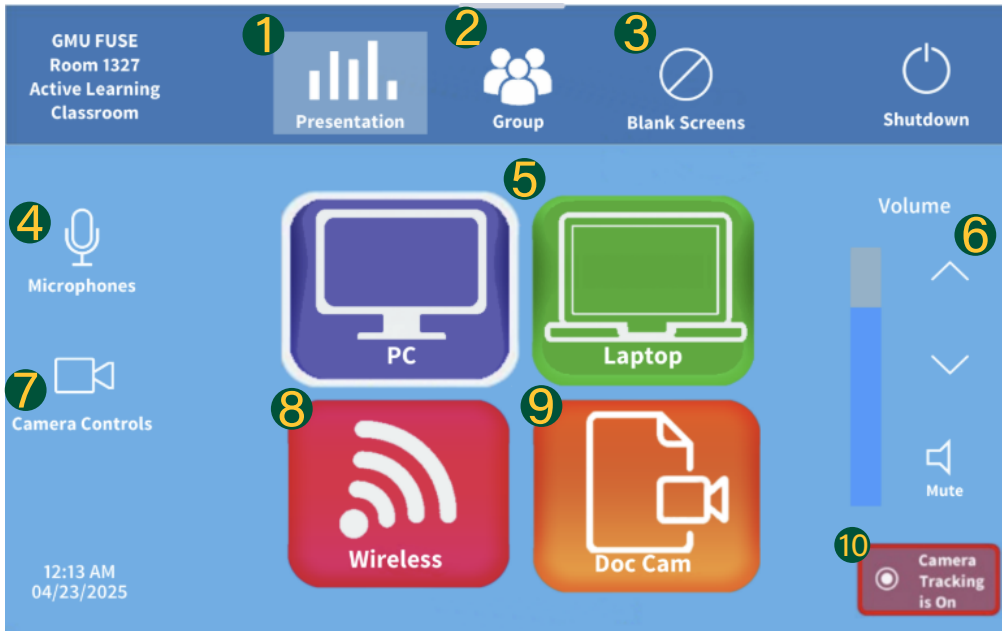 GMU FUSE
Room 1327
Active Learning
Classroom
1
Presentation
2
Group
3
Blank Screens
Shutdown
4
Microphones
5
PC
Laptop
Volume
6
7
Camera Controls
8
Wireless
9
Doc Cam
Mute
10
Camera
Tracking
is On
12:13 AM
04/23/2025